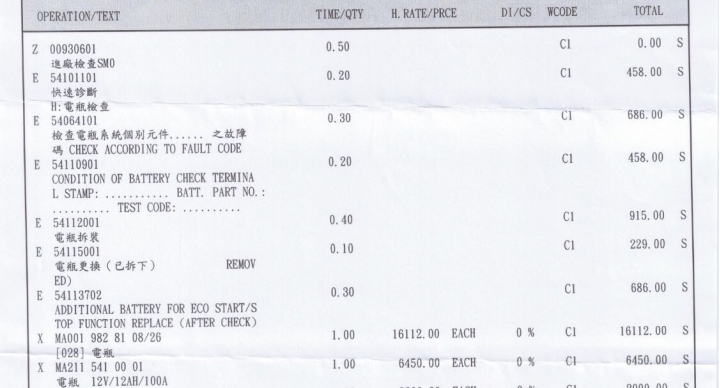 OPERATION/TEXT TIME/QTY H.RATE/PRCE DI/CS WCODE TOTAL
Z 00930601 0.50 C1 0.00 S
進廠檢查SM0
E 54101101 0.20 C1 458.00 S
快速診斷
H:電瓶檢查
E 54064101 0.30 C1 686.00 S
檢查電瓶系統個別元件...... 之故障
碼 CHECK ACCORDING TO FAULT CODE
E 54110901 0.20 C1 458.00 S
CONDITION OF BATTERY CHECK TERMINA
L STAMP: ........... BATT. PART NO.:
.......... TEST CODE: ..........
E 54112001 0.40 C1 915.00 S
電瓶拆裝
E 54115001 0.10 C1 229.00 S
電瓶更換（已拆下） REMOV
ED)
E 54113702 0.30 C1 686.00 S
ADDITIONAL BATTERY FOR ECO START/S
TOP FUNCTION REPLACE (AFTER CHECK)
X MA001 982 81 08/26 1.00 16112.00 EACH 0 % C1 16112.00 S
[028] 電瓶
X MA211 541 00 01 1.00 6450.00 EACH 0 % C1 6450.00 S
電瓶 12V/12AH/100A